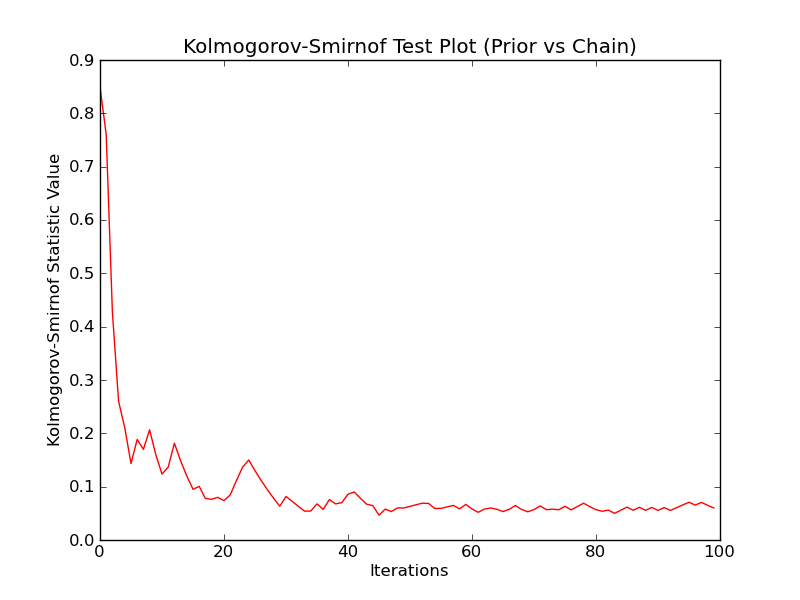 Kolmogorov-Smirnof Test Plot (Prior vs Chain)
Kolmogorov-Smirnof Statistic Value
0.9
0.8
0.7
0.6
0.5
0.4
0.3
0.2
0.1
0.0
0 20 40 60 80 100
Iterations